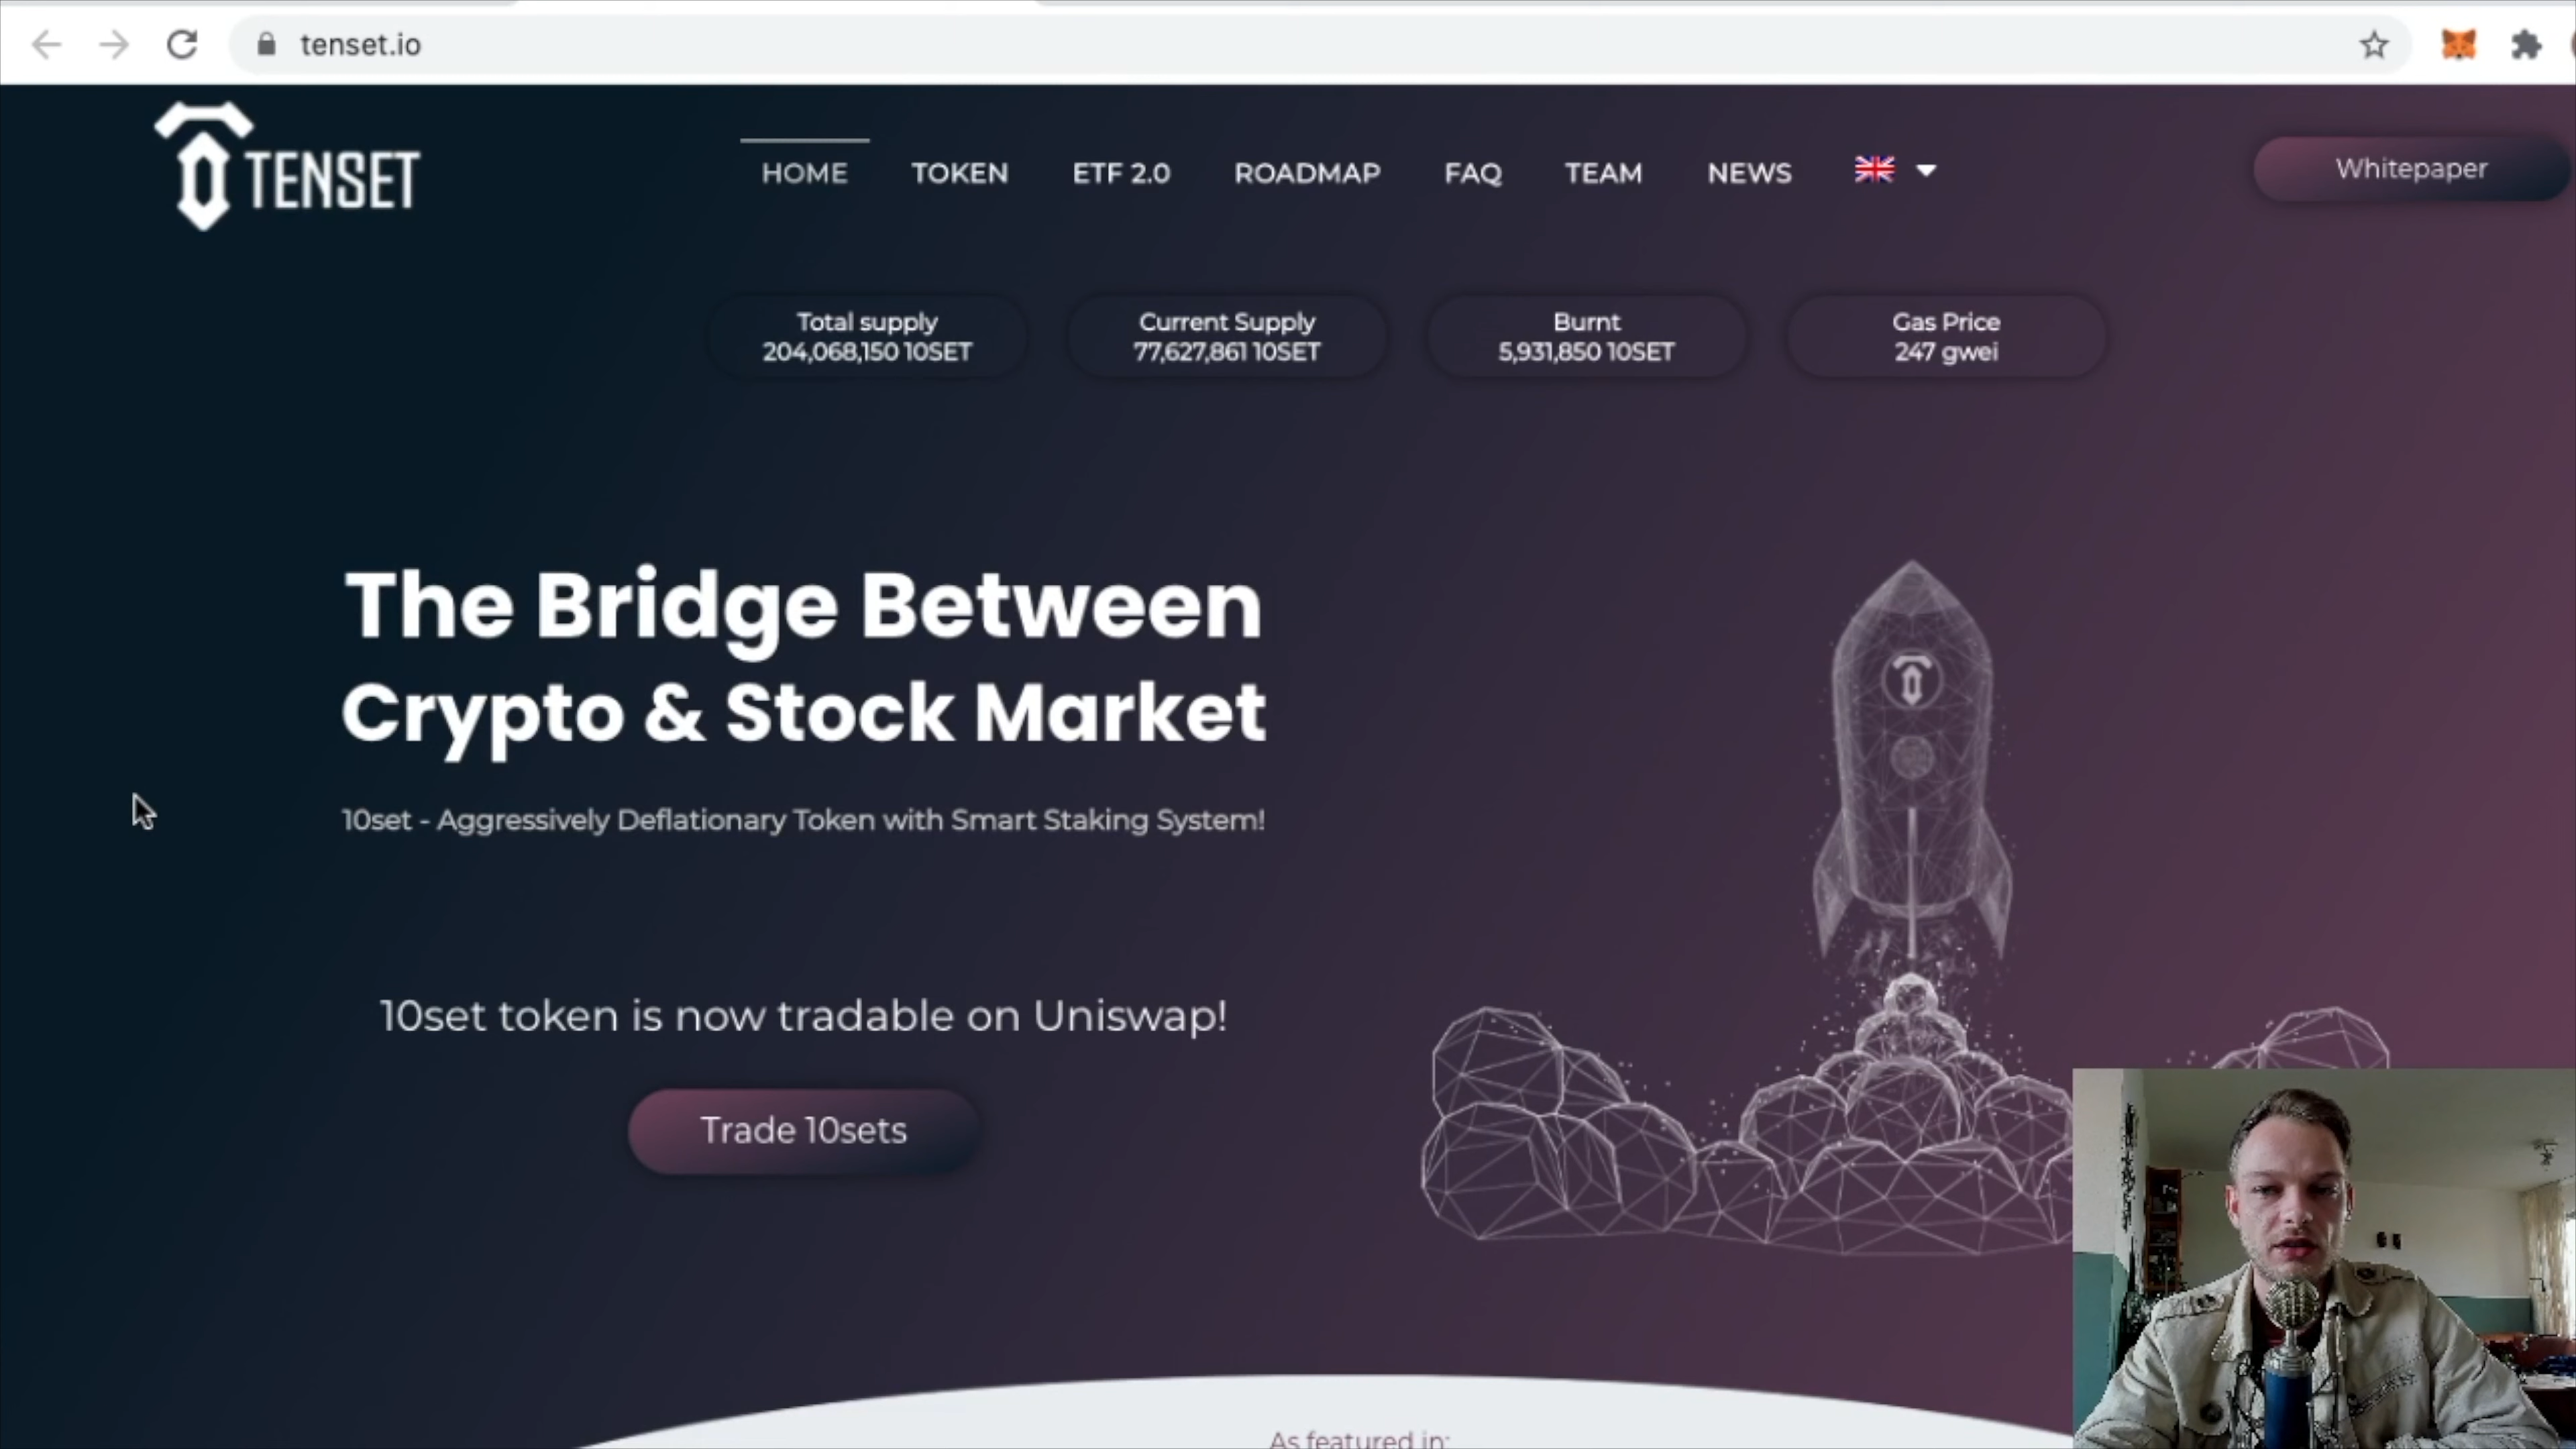 tenset.io
TENSET
HOME TOKEN ETF 2.0 ROADMAP FAQ TEAM NEWS
Whitepaper
Total supply
204,068,150 10SET
Current Supply
77,627,861 10SET
Burnt
5,931,850 10SET
Gas Price
247 gwei
The Bridge Between
Crypto & Stock Market
10set - Aggressively Deflationary Token with Smart Staking System!
10set token is now tradable on Uniswap!
Trade 10sets
As featured in: